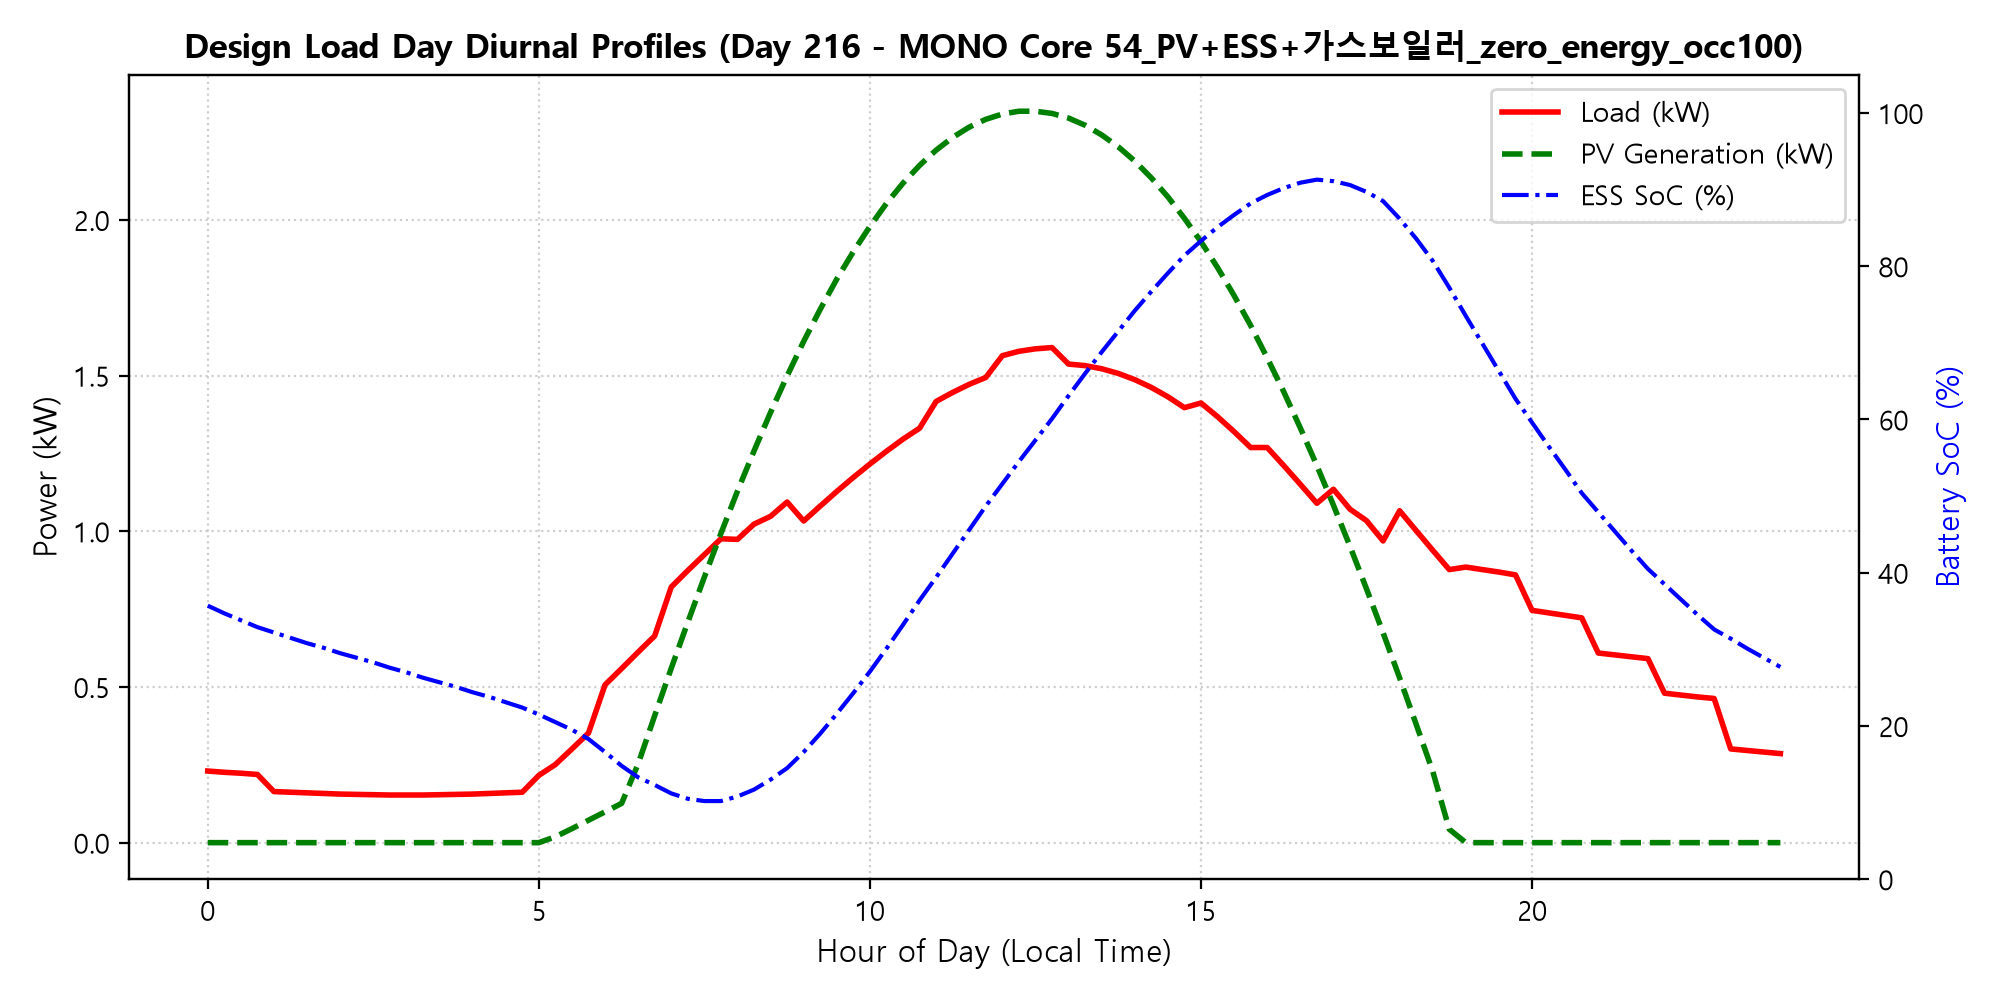 Design Load Day Diurnal Profiles (Day 216 - MONO Core 54_PV+ESS+가스보일러_zero_energy_occ100)
Load (kW)
PV Generation (kW)
ESS SoC (%)
Power (kW)
2.0
1.5
1.0
0.5
0.0
100
80
60
40
20
0
Battery SoC (%)
0 5 10 15 20
Hour of Day (Local Time)